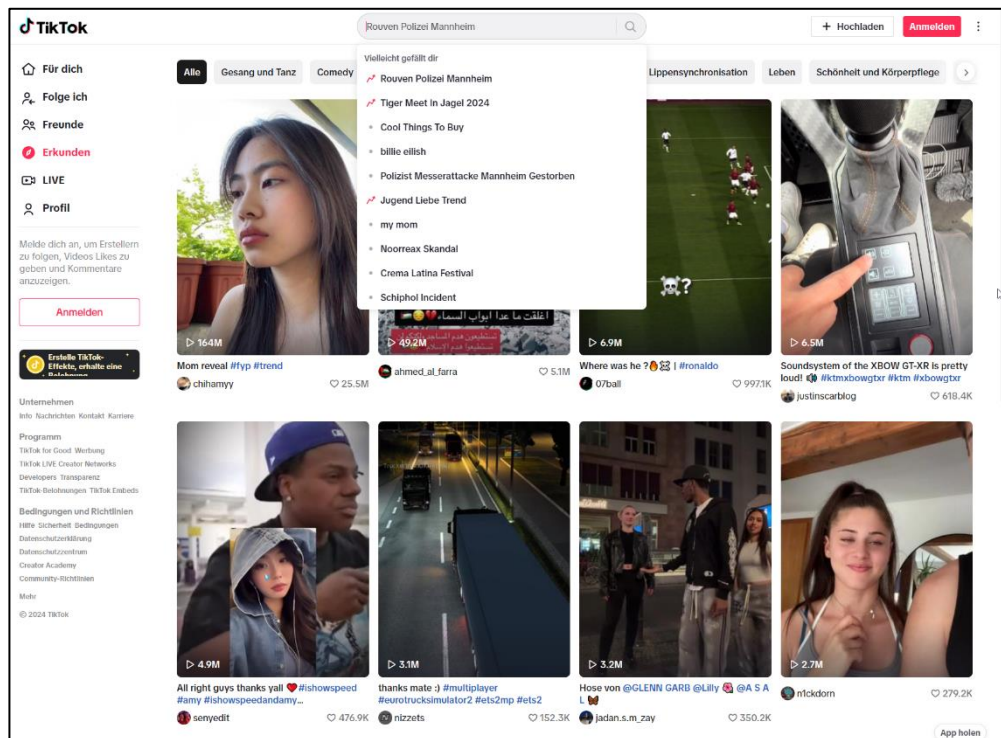 TikTok
Rouven Polizei Mannheim
+ Hochladen
Anmelden
Für dich
Folge ich
Freunde
Erkunden
LIVE
Profil
Melde dich an, um Erstellern
zu folgen, Videos Likes zu
geben und Kommentare
anzuzeigen.
Anmelden
Erstelle TikTok-
Effekte, erhalte eine
Belohnung
Unternehmen
Info Nachrichten Kontakt Karriere
Programm
TikTok for Good Werbung
TikTok LIVE Creator Networks
Developers Transparenz
TikTok-Belohnungen TikTok Embeds
Bedingungen und Richtlinien
Hilfe Sicherheit Bedingungen
Datenschutzerklärung
Datenschutzzentrum
Creator Academy
Community-Richtlinien
Mehr
© 2024 TikTok
Alle
Gesang und Tanz
Comedy
Lippensynchronisation
Leben
Schönheit und Körperpflege
Vielleicht gefällt dir
Rouven Polizei Mannheim
Tiger Meet In Jagel 2024
Cool Things To Buy
billie eilish
Polizist Messerattacke Mannheim Gestorben
Jugend Liebe Trend
my mom
Noorreax Skandal
Crema Latina Festival
Schiphol Incident
164M
Mom reveal #fyp #trend
chihamyy
25.5M
أغلقت ما عدا ابواب السماء
49.2M
ahmed_al_farra
5.1M
?
6.9M
Where was he ?🔥☠️ | #ronaldo
07ball
997.1K
6.5M
Soundsystem of the XBOW GT-XR is pretty
loud! 🔊 #ktmxbowgtxr #ktm #xbowgtxr
justinscarblog
618.4K
4.9M
All right guys thanks yall ❤️#ishowspeed
#amy #ishowspeedandamy...
senyedit
476.9K
3.1M
thanks mate :) #multiplayer
#eurotrucksimulator2 #ets2mp #ets2
nizzets
152.3K
3.2M
Hose von @GLENN GARB @Lilly 🌺 @A S A
L 🦋
jadan.s.m_zay
350.2K
2.7M
n1ckdorn
279.2K
App holen